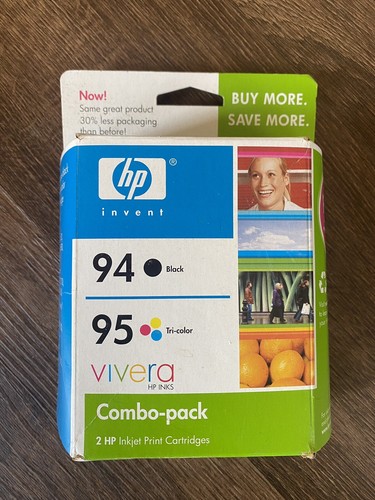 Now!
Same great product
30% less packaging
than before!
BUY MORE.
SAVE MORE.
hp
®
invent
94 Black
95 Tri-color
vivera
HP INKS
Combo-pack
2 HP Inkjet Print Cartridges